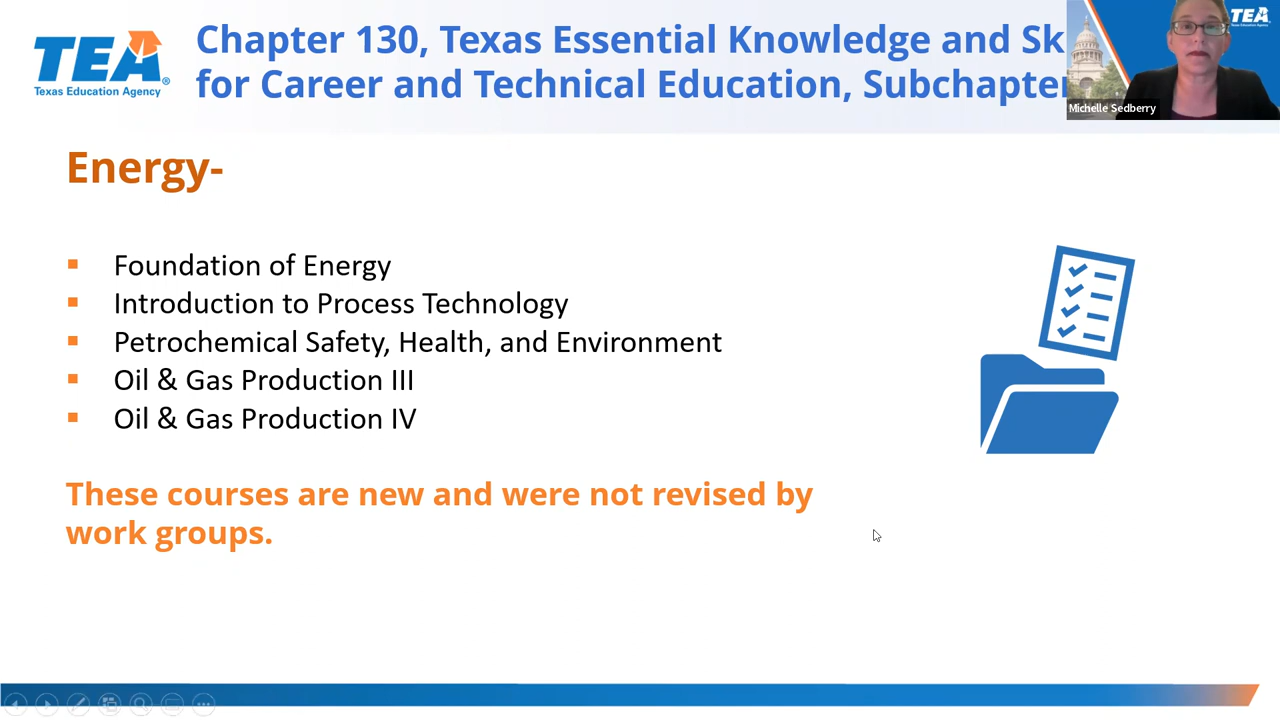 TEA
Texas Education Agency
Chapter 130, Texas Essential Knowledge and Sk
for Career and Technical Education, Subchapter
TEA
Michelle Sedberry
Energy-
Foundation of Energy
Introduction to Process Technology
Petrochemical Safety, Health, and Environment
Oil & Gas Production III
Oil & Gas Production IV
These courses are new and were not revised by
work groups.